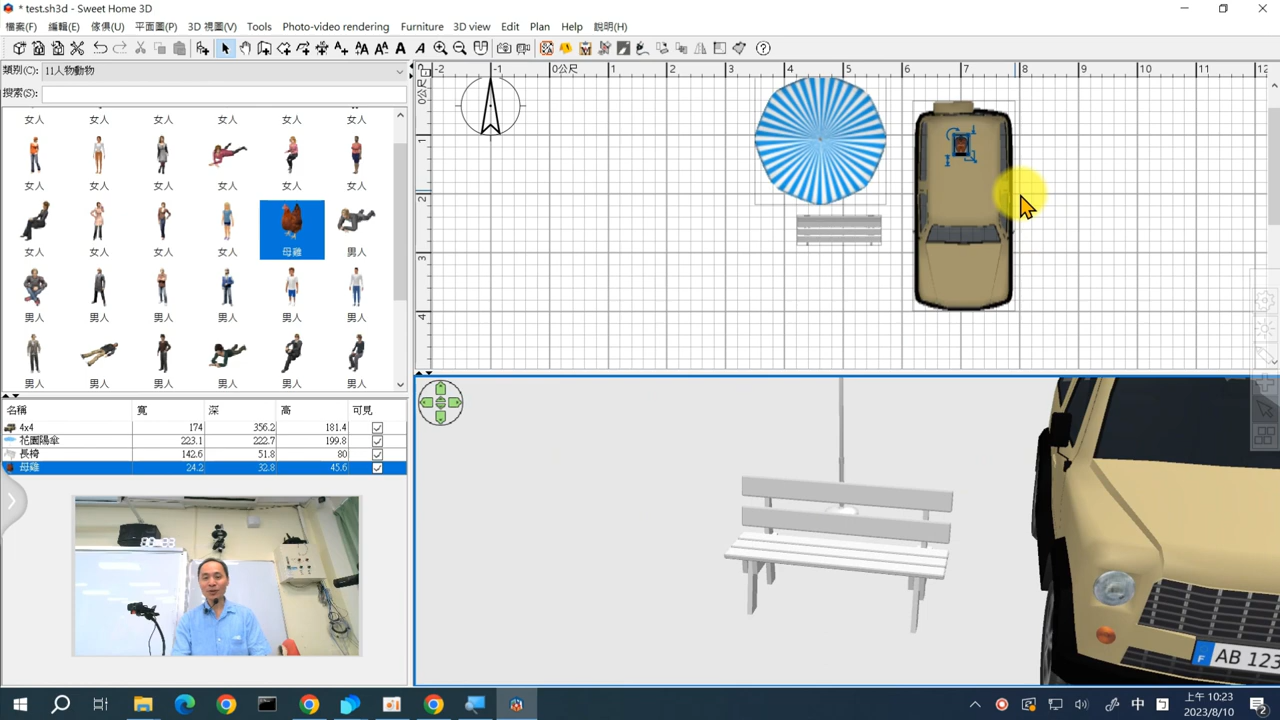 * test.sh3d - Sweet Home 3D
檔案(F) 編輯(E) 傢俱(U) 平面圖(P) 3D 視圖(V) Tools Photo-video rendering Furniture 3D view Edit Plan Help 說明(H)
類別(C): 11人物動物
搜索(S):
女人 女人 女人 女人 女人 女人
女人 女人 女人 女人 女人 女人
女人 女人 女人 女人 母雞 男人
男人 男人 男人 男人 男人 男人
男人 男人 男人 男人 男人 男人
-2 -1 0公尺 1 2 3 4 5 6 7 8 9 10 11 12
0公尺
1
2
3
4
名稱 寬 深 高 可見
4x4 174 356.2 181.4
花園陽傘 223.1 222.7 199.8
長椅 142.6 51.8 80
母雞 24.2 32.8 45.6
F AB 123
中
上午 10:23
2023/8/10
2